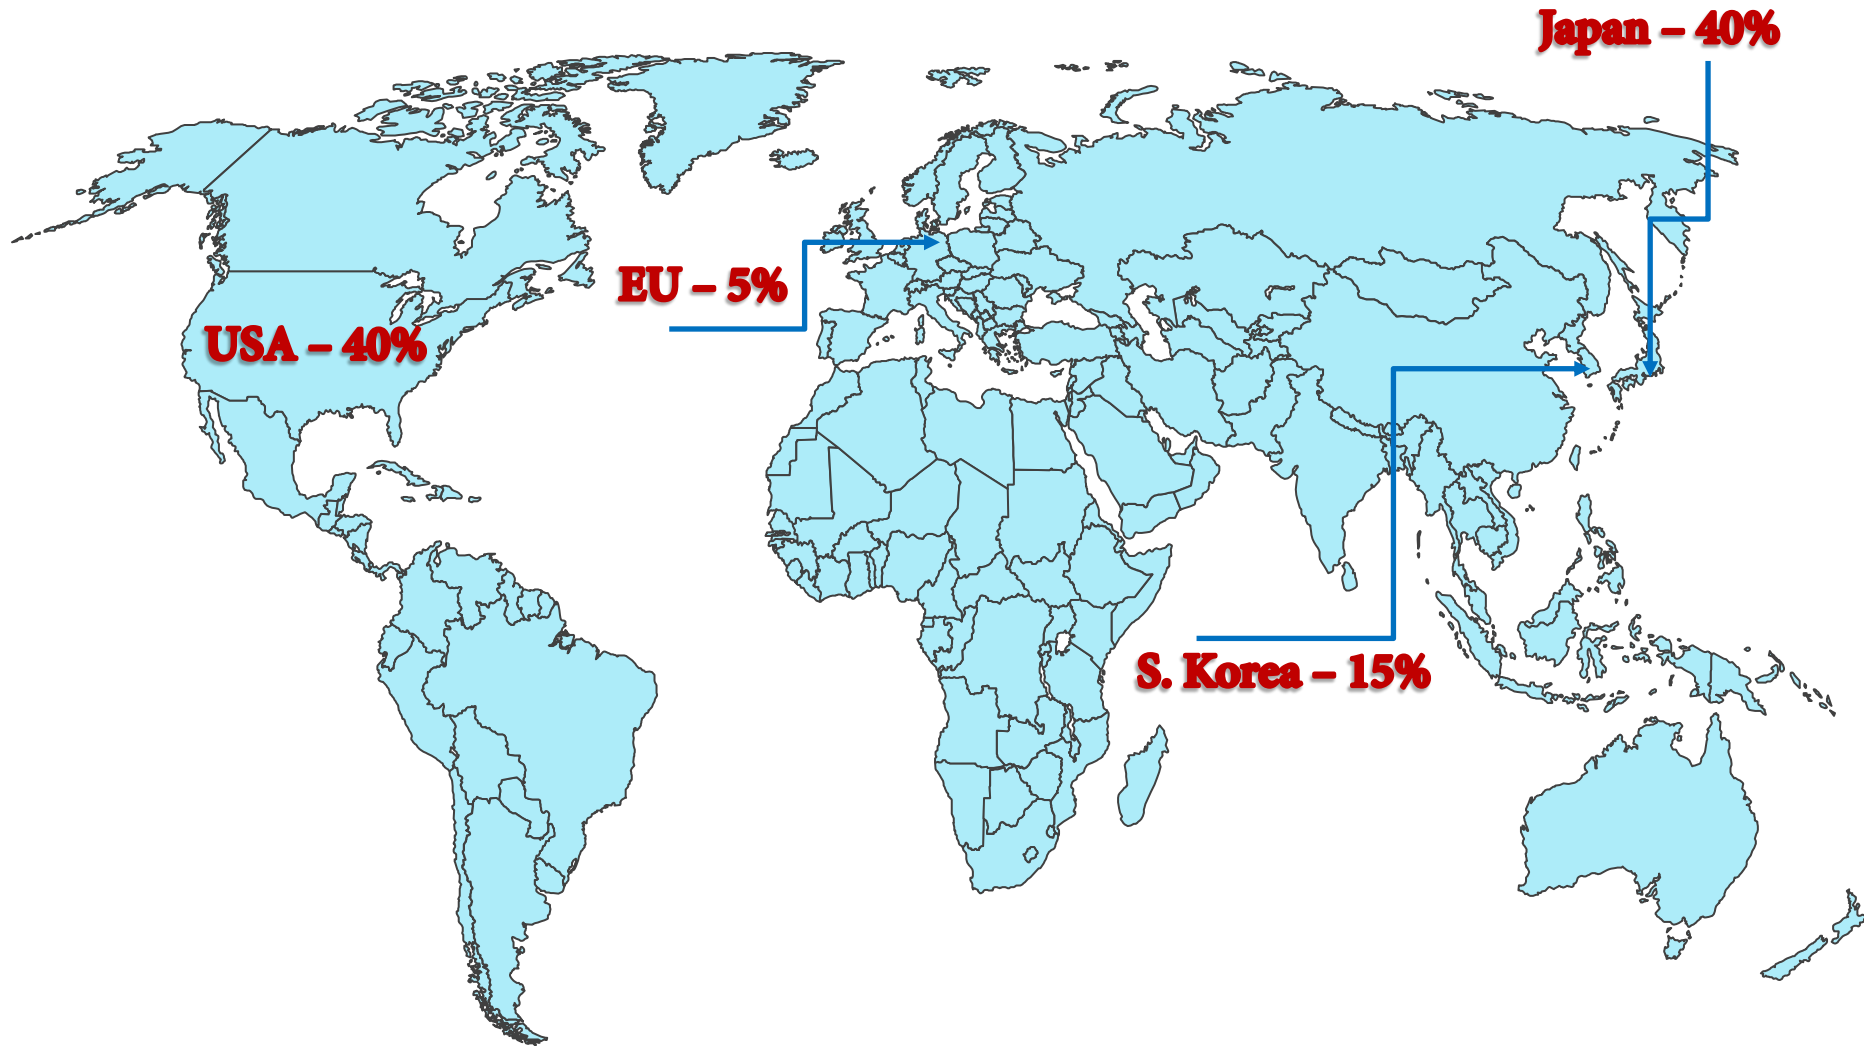 Japan – 40%
EU – 5%
USA – 40%
S. Korea – 15%